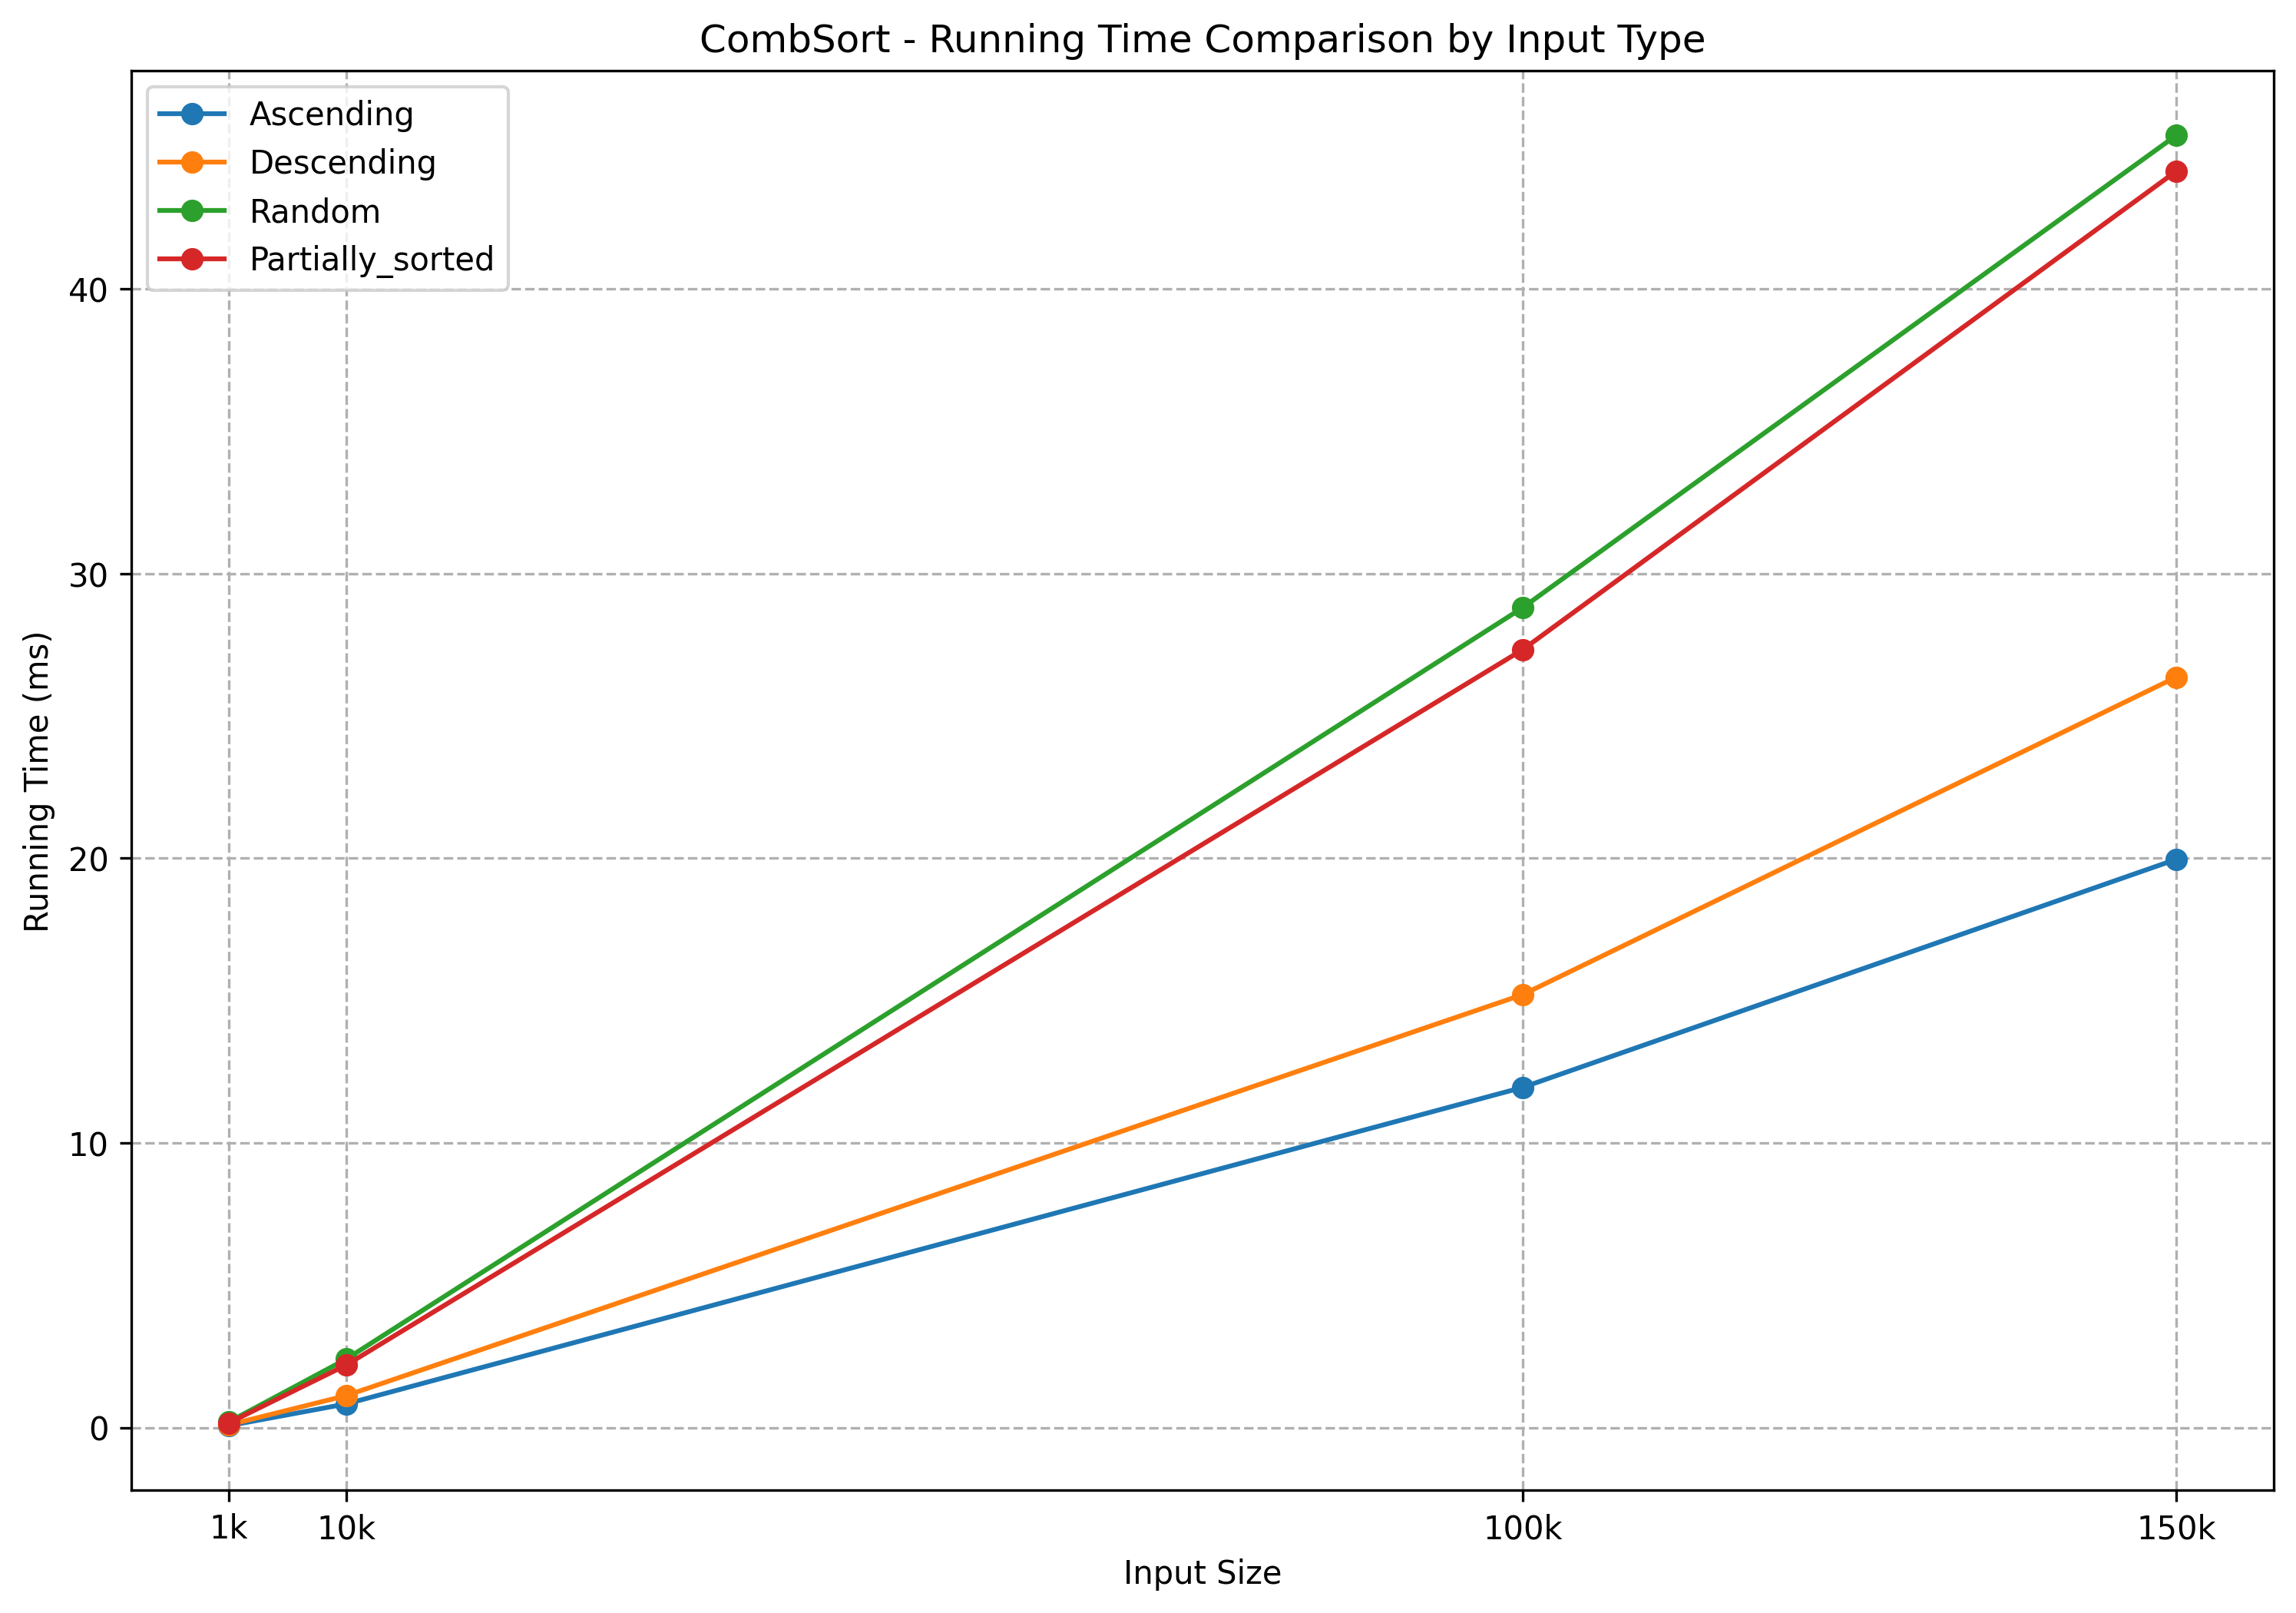 CombSort - Running Time Comparison by Input Type
Ascending
Descending
Random
Partially_sorted
Running Time (ms)
40
30
20
10
0
1k
10k
100k
150k
Input Size